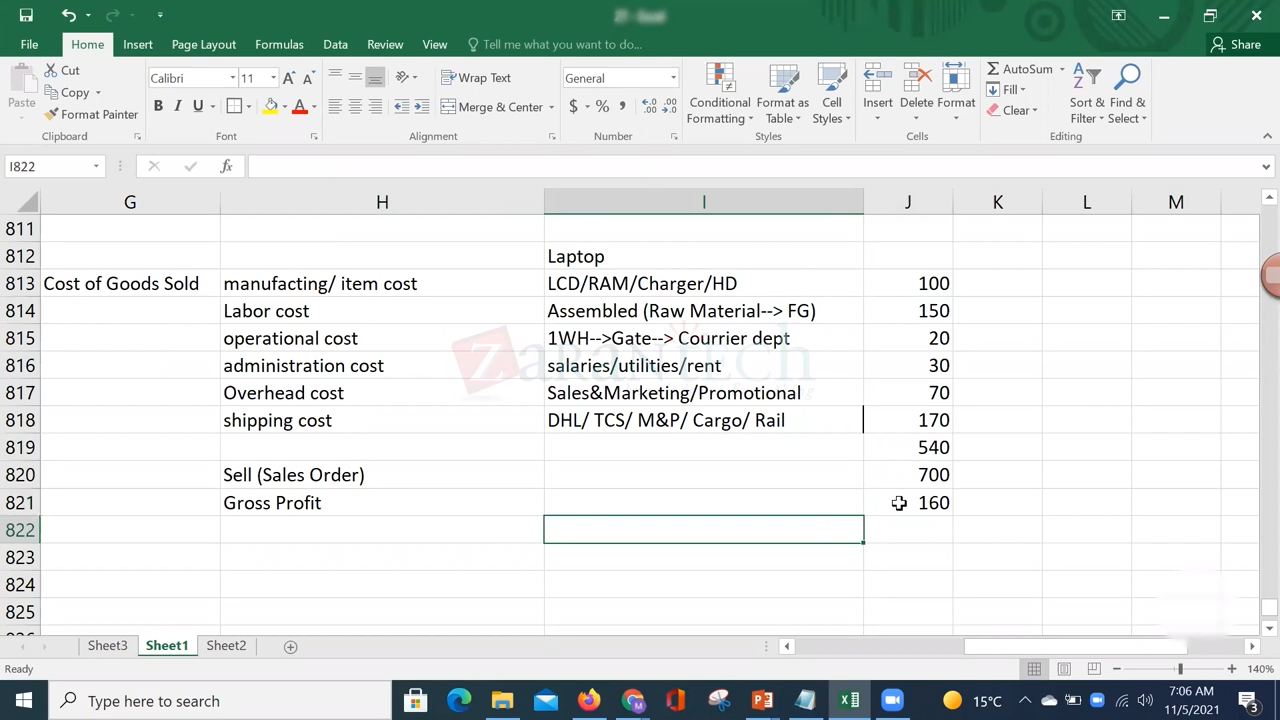 File Home Insert Page Layout Formulas Data Review View Tell me what you want to do... Share
Paste
Cut
Copy
Format Painter
Clipboard
Calibri 11
B I U
Font
Wrap Text
Merge & Center
Alignment
General
$ % ,
Number
Conditional Formatting
Format as Table
Cell Styles
Styles
Insert Delete Format
Cells
AutoSum
Fill
Clear
Sort & Filter
Find & Select
Editing
I822 fx
G H I J K L M
811
812 Laptop
813 Cost of Goods Sold manufacting/ item cost LCD/RAM/Charger/HD 100
814 Labor cost Assembled (Raw Material--> FG) 150
815 operational cost 1WH-->Gate--> Courrier dept 20
816 administration cost salaries/utilities/rent 30
817 Overhead cost Sales&Marketing/Promotional 70
818 shipping cost DHL/ TCS/ M&P/ Cargo/ Rail 170
819 540
820 Sell (Sales Order) 700
821 Gross Profit 160
822
823
824
825
ZaranTech
Sheet3 Sheet1 Sheet2
Ready 140%
Type here to search 15°C 7:06 AM
11/5/2021
3